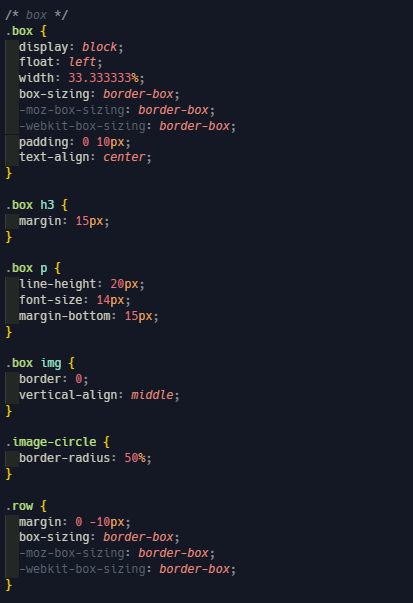 /* box */
.box {
display: block;
float: left;
width: 33.333333%;
box-sizing: border-box;
-moz-box-sizing: border-box;
-webkit-box-sizing: border-box;
padding: 0 10px;
text-align: center;
}
.box h3 {
margin: 15px;
}
.box p {
line-height: 20px;
font-size: 14px;
margin-bottom: 15px;
}
.box img {
border: 0;
vertical-align: middle;
}
.image-circle {
border-radius: 50%;
}
.row {
margin: 0 -10px;
box-sizing: border-box;
-moz-box-sizing: border-box;
-webkit-box-sizing: border-box;
}